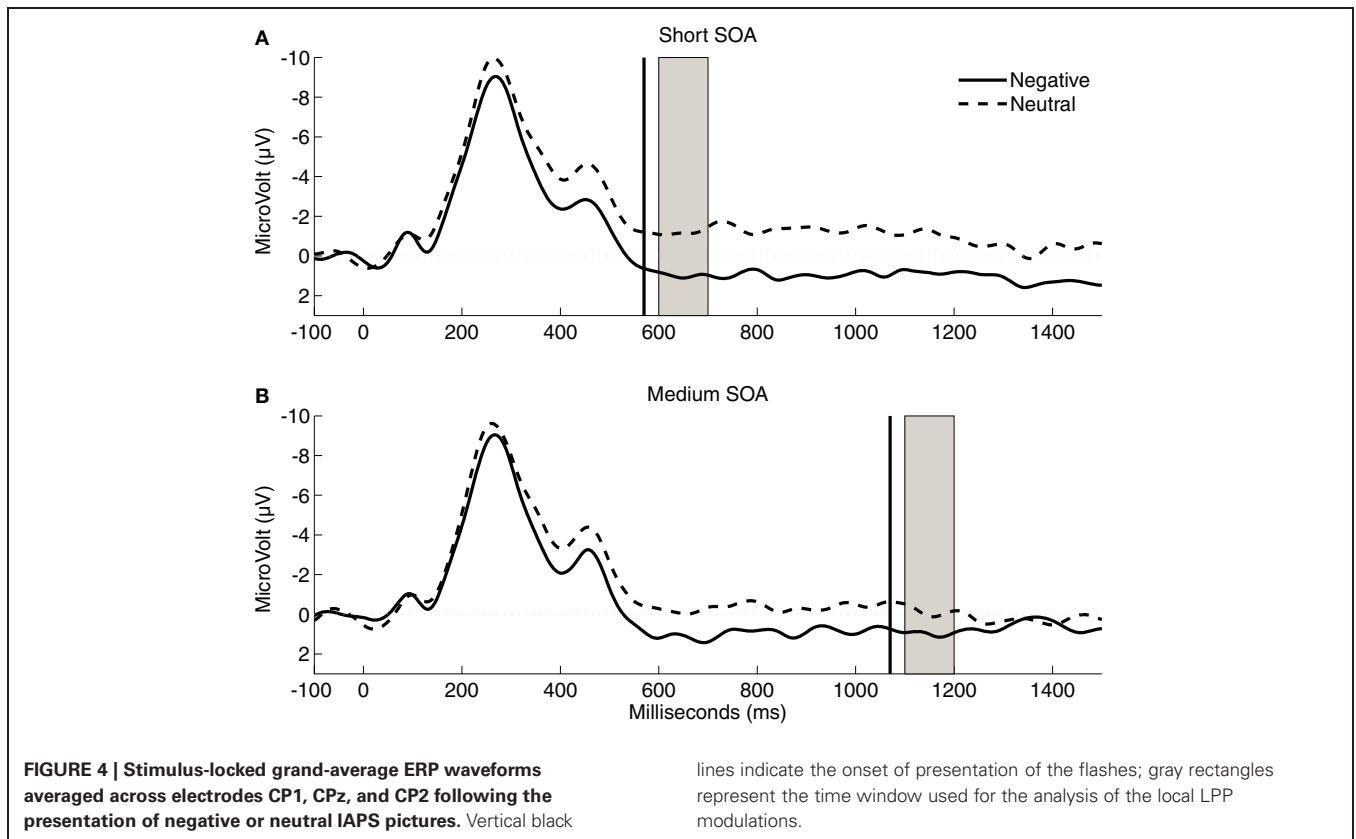 A
Short SOA
-10
-8
-6
-4
-2
0
2
MicroVolt (µV)
Negative
Neutral
-100 0 200 400 600 800 1000 1200 1400
B
Medium SOA
-10
-8
-6
-4
-2
0
2
MicroVolt (µV)
-100 0 200 400 600 800 1000 1200 1400
Milliseconds (ms)
FIGURE 4 | Stimulus-locked grand-average ERP waveforms
averaged across electrodes CP1, CPz, and CP2 following the
presentation of negative or neutral IAPS pictures. Vertical black
lines indicate the onset of presentation of the flashes; gray rectangles
represent the time window used for the analysis of the local LPP
modulations.